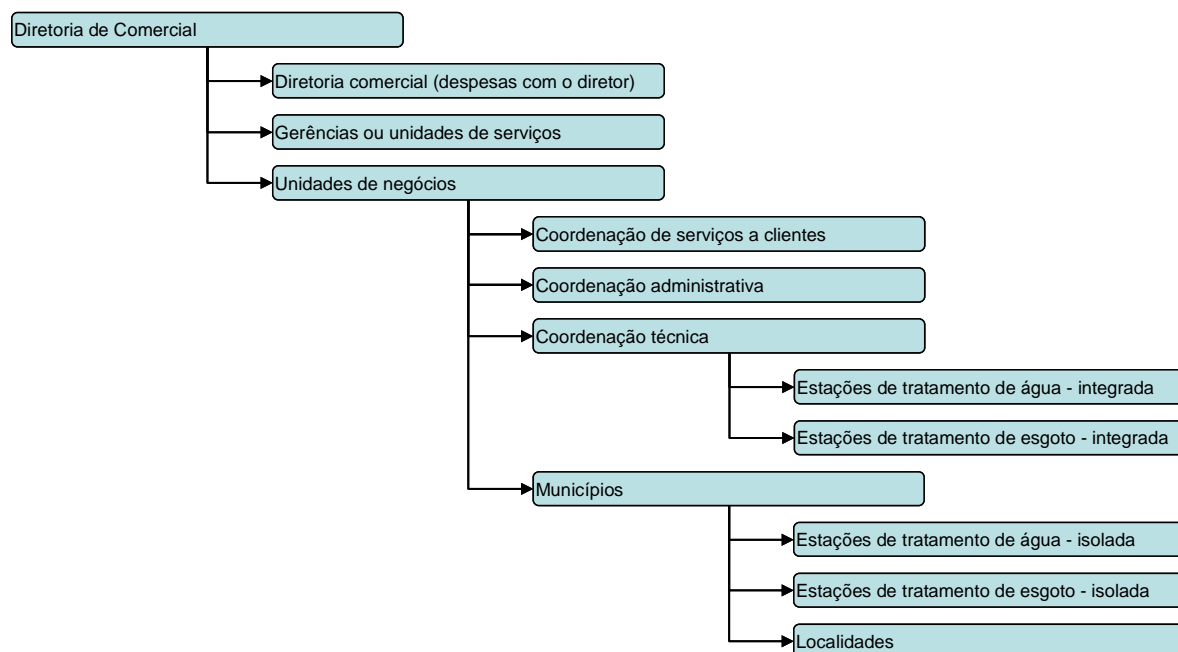 Diretoria de Comercial
Diretoria comercial (despesas com o diretor)
Gerências ou unidades de serviços
Unidades de negócios
Coordenação de serviços a clientes
Coordenação administrativa
Coordenação técnica
Estações de tratamento de água - integrada
Estações de tratamento de esgoto - integrada
Municípios
Estações de tratamento de água - isolada
Estações de tratamento de esgoto - isolada
Localidades